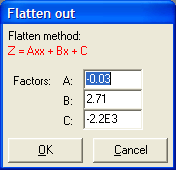 Flatten out
Flatten method:
Z = Axx + Bx + C
Factors: A: -0.03
B: 2.71
C: -2.2E3
OK Cancel